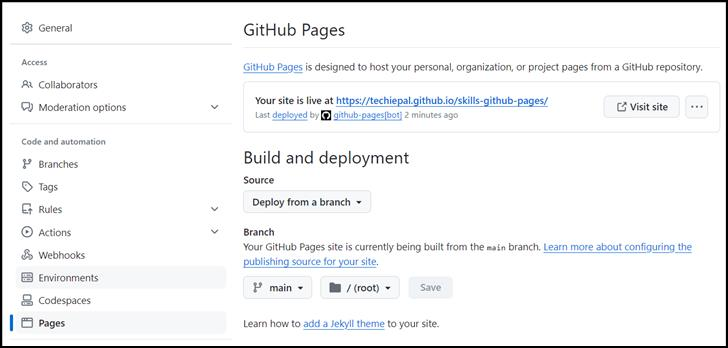 General
Access
Collaborators
Moderation options
Code and automation
Branches
Tags
Rules
Actions
Webhooks
Environments
Codespaces
Pages
GitHub Pages
GitHub Pages is designed to host your personal, organization, or project pages from a GitHub repository.
Your site is live at https://techiepal.github.io/skills-github-pages/
Last deployed by github-pages[bot] 2 minutes ago
Visit site
Build and deployment
Source
Deploy from a branch
Branch
Your GitHub Pages site is currently being built from the main branch. Learn more about configuring the
publishing source for your site.
main
/ (root)
Save
Learn how to add a Jekyll theme to your site.